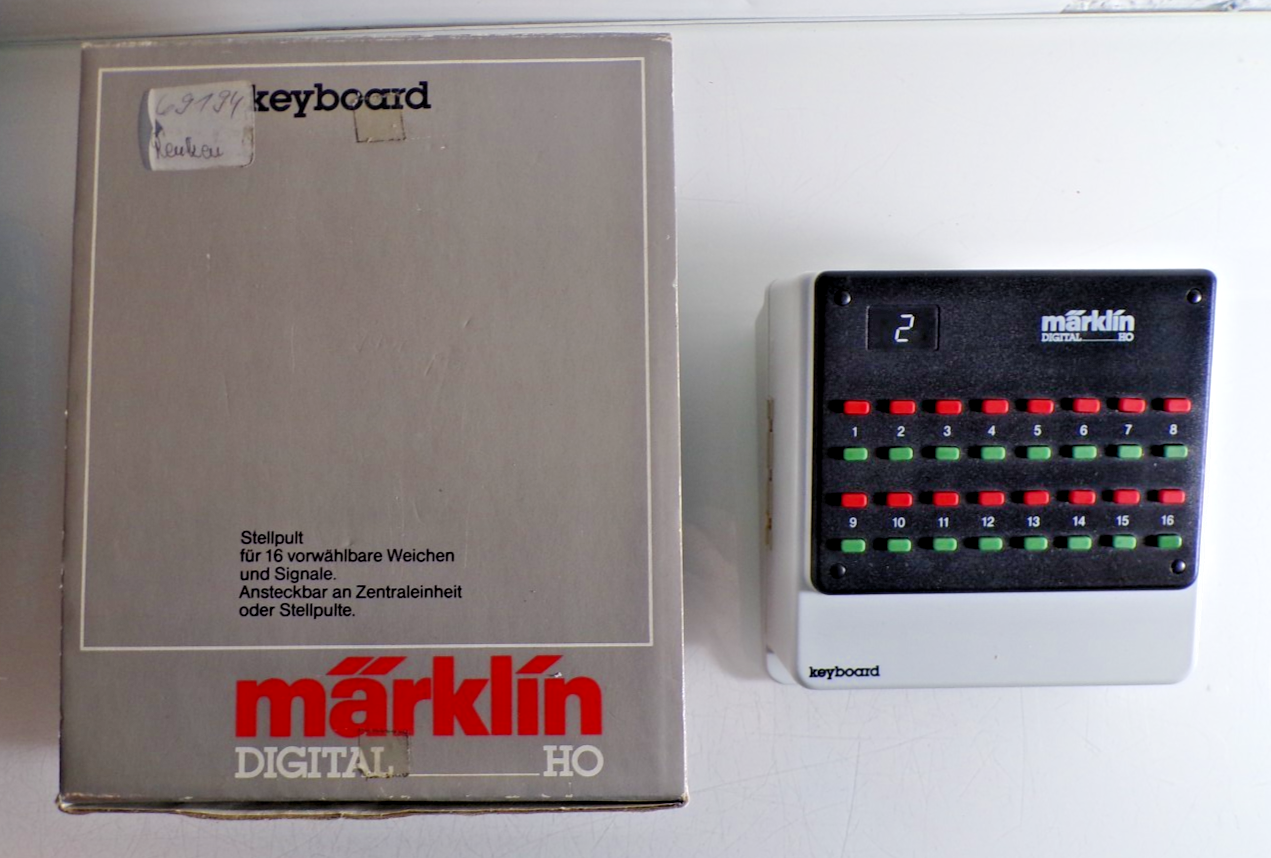 69194
keyboard
Stellpult
für 16 vorwählbare Weichen
und Signale.
Ansteckbar an Zentraleinheit
oder Stellpulte.
märklin
DIGITAL HO
2
märklin
DIGITAL HO
1 2 3 4 5 6 7 8
9 10 11 12 13 14 15 16
keyboard